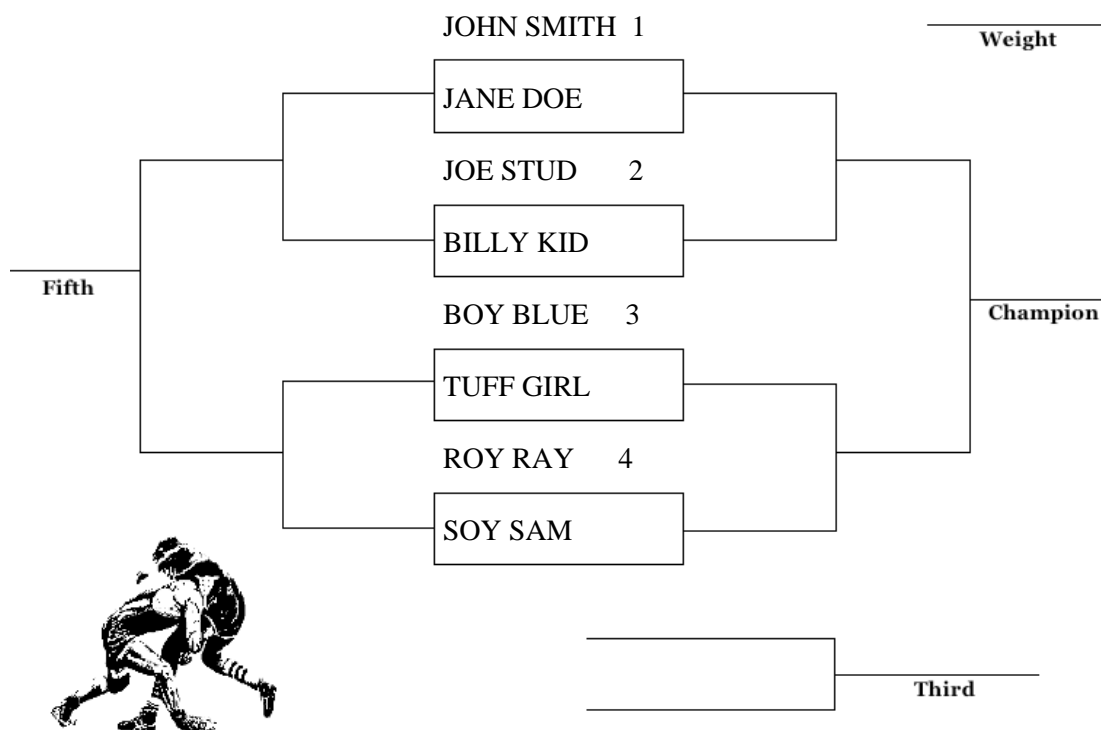 JOHN SMITH 1
Weight
JANE DOE
JOE STUD 2
BILLY KID
Fifth
BOY BLUE 3
Champion
TUFF GIRL
ROY RAY 4
SOY SAM
Third